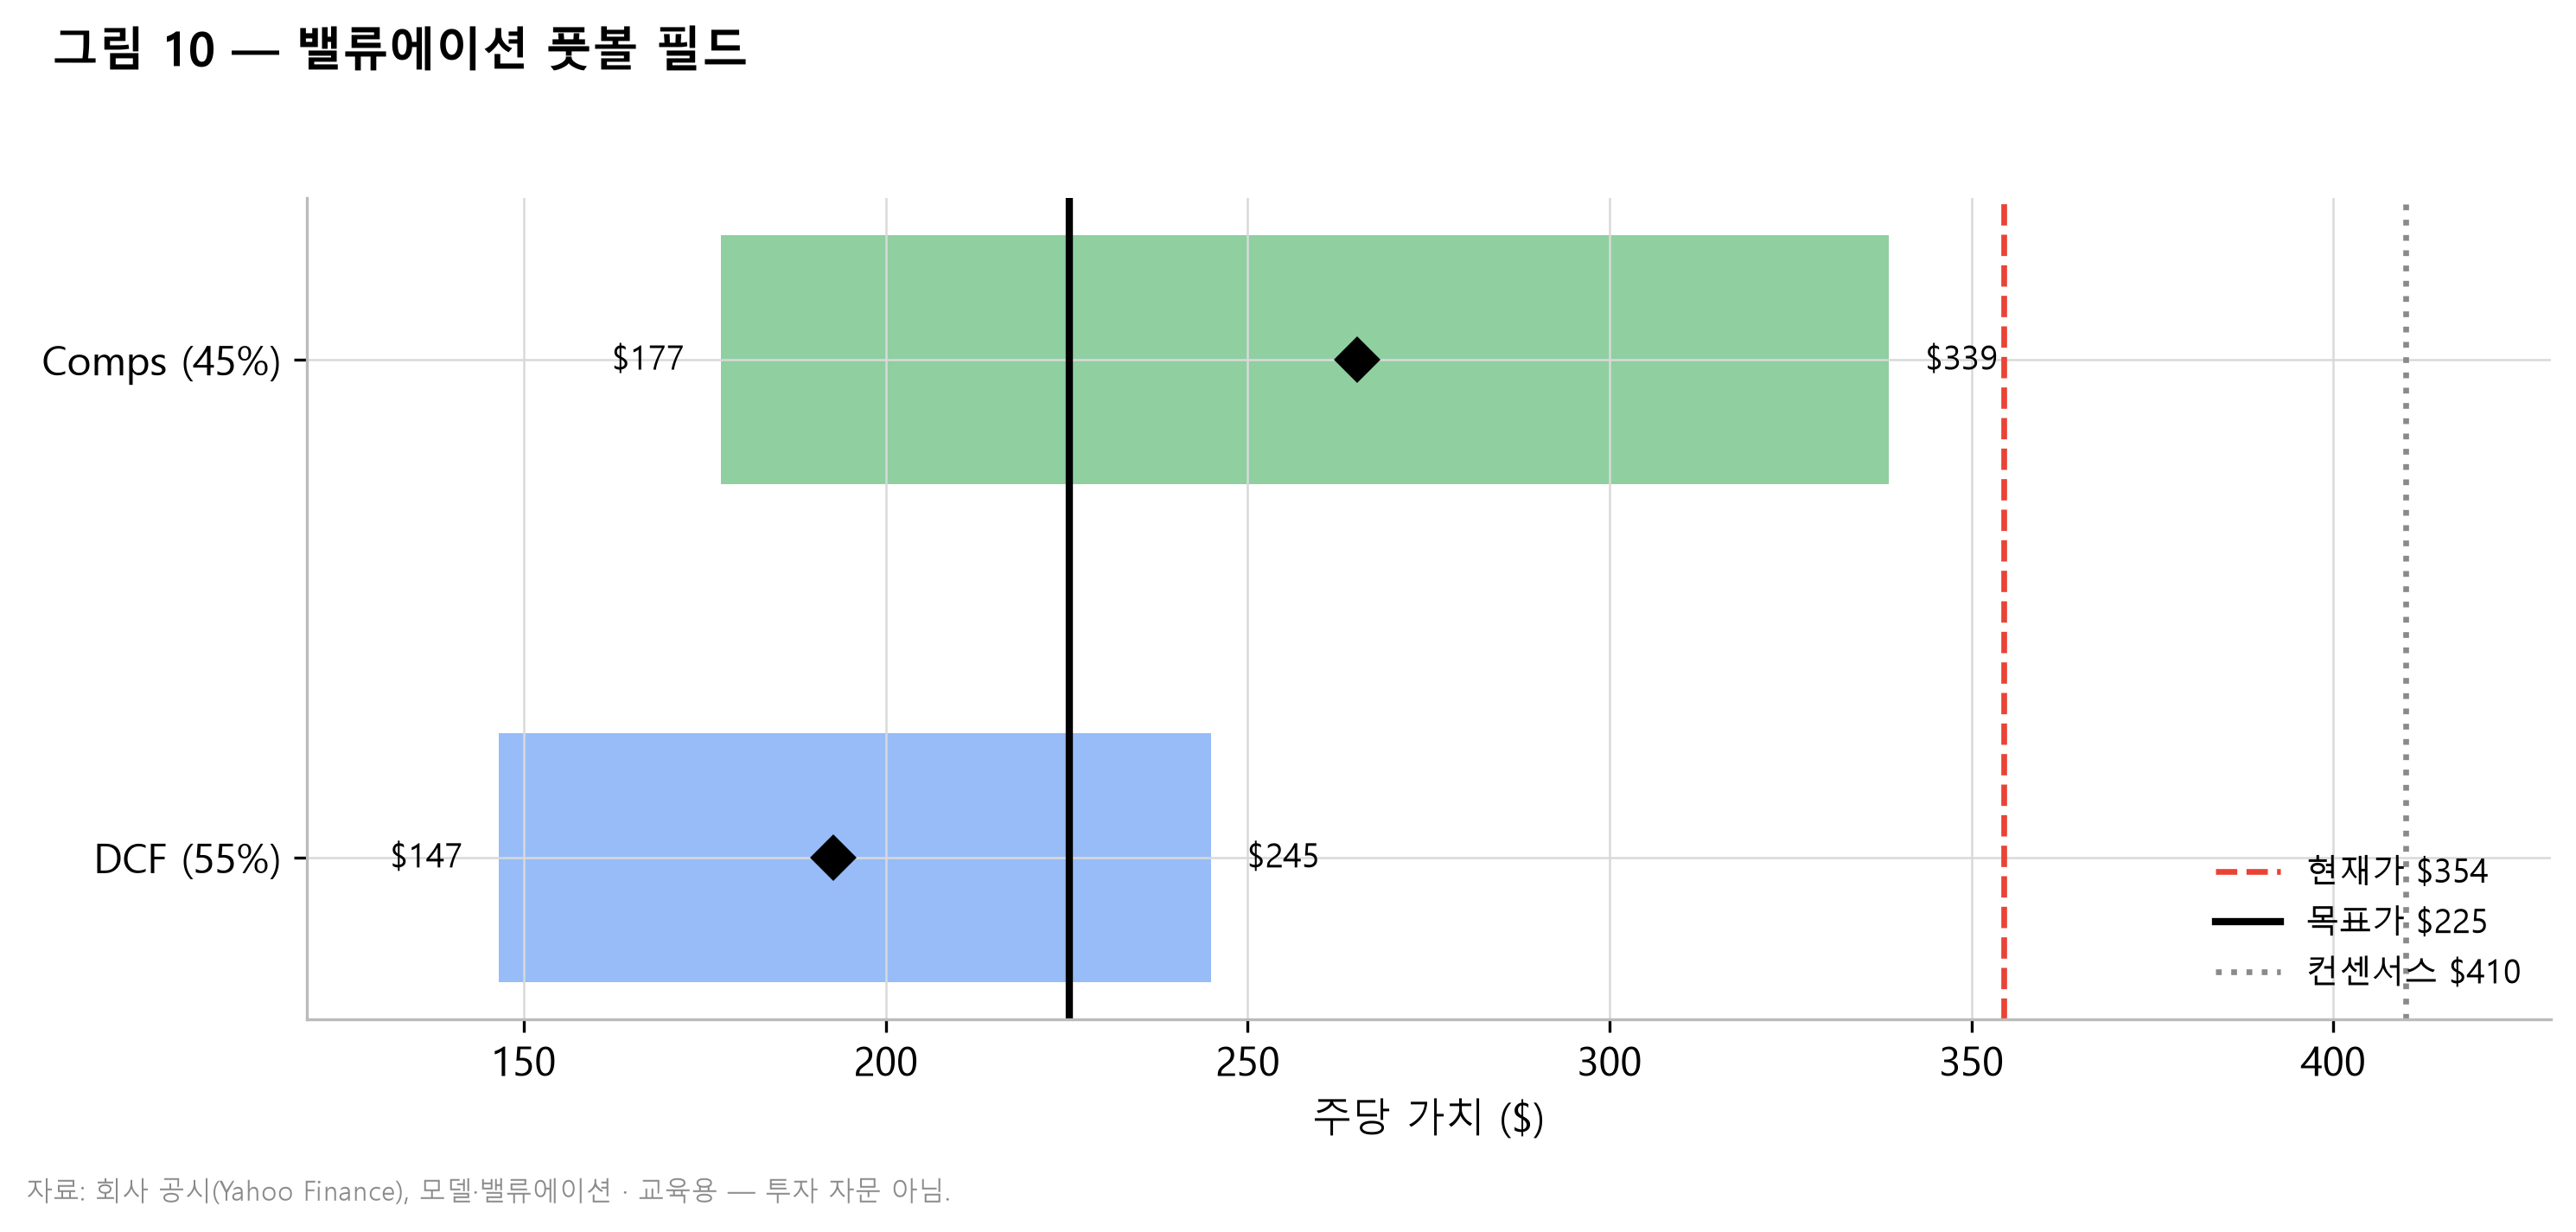 그림 10 — 밸류에이션 풋볼 필드
Comps (45%)
$177
$339
DCF (55%)
$147
$245
현재가 $354
목표가 $225
컨센서스 $410
150 200 250 300 350 400
주당 가치 ($)
자료: 회사 공시(Yahoo Finance), 모델·밸류에이션 · 교육용 — 투자 자문 아님.